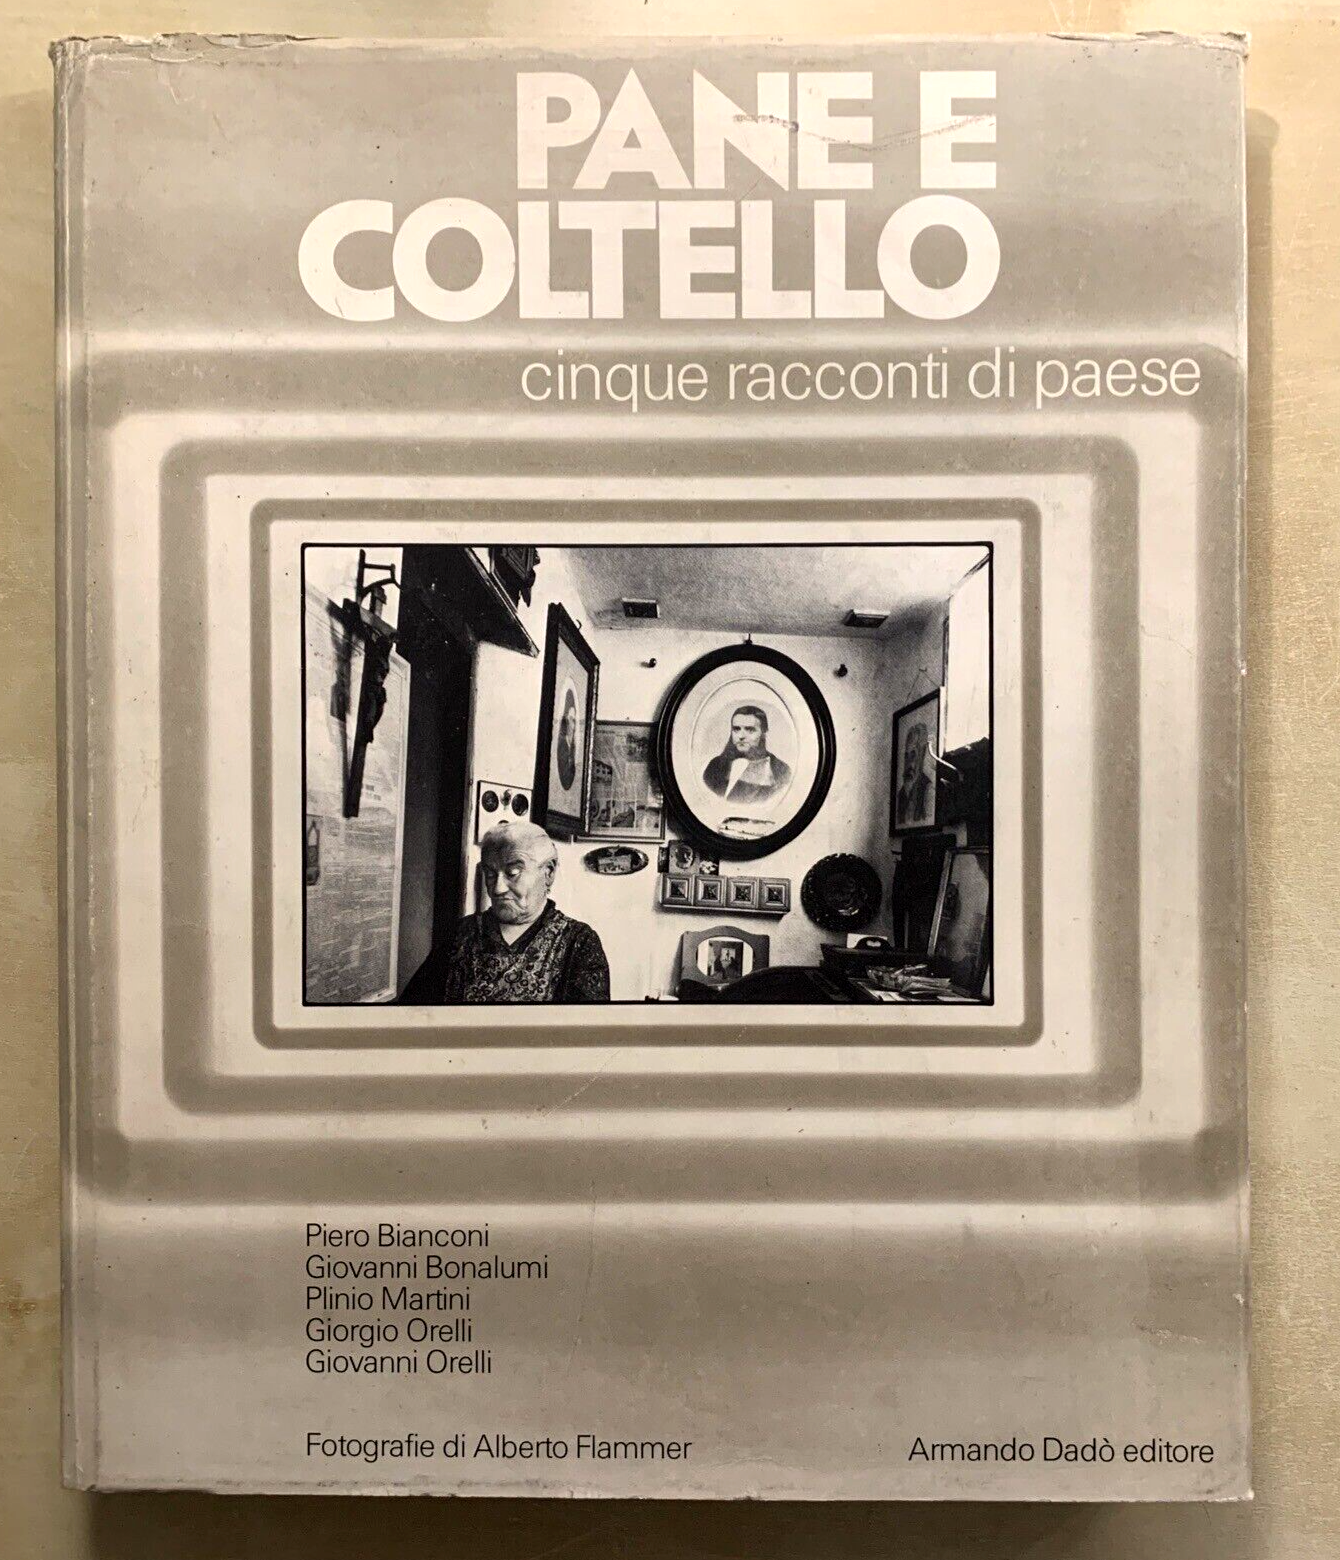 PANE E
COLTELLO
cinque racconti di paese
Piero Bianconi
Giovanni Bonalumi
Plinio Martini
Giorgio Orelli
Giovanni Orelli
Fotografie di Alberto Flammer
Armando Dadò editore